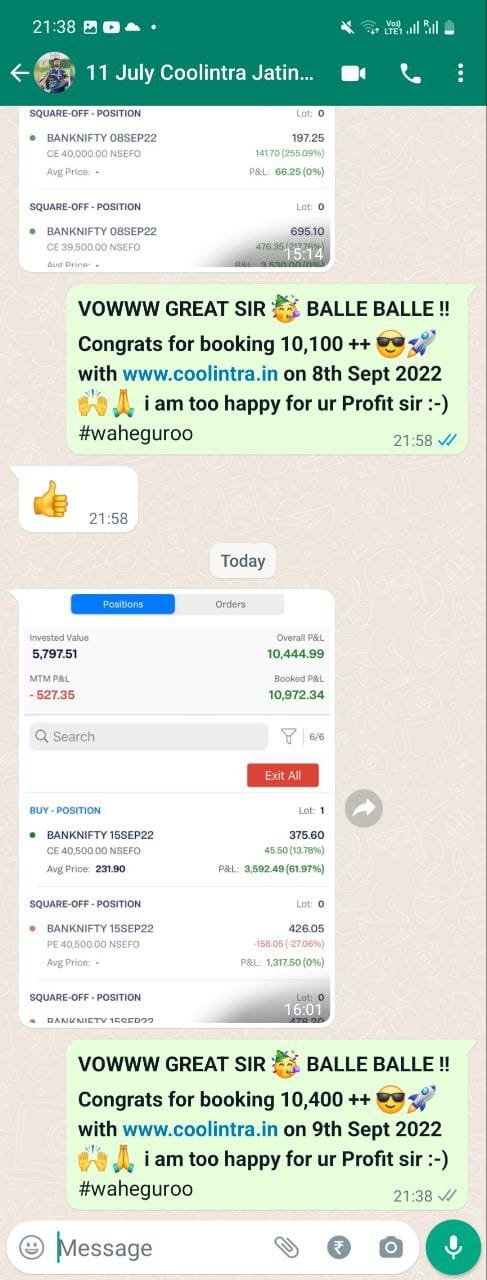 21:38
Vo)) LTE1 R
11 July Coolintra Jatin...
SQUARE-OFF - POSITION Lot: 0
BANKNIFTY 08SEP22 197.25
CE 40,000.00 NSEFO 141.70 (255.09%)
Avg Price: - P&L: 66.25 (0%)
SQUARE-OFF - POSITION Lot: 0
BANKNIFTY 08SEP22 695.10
CE 39,500.00 NSEFO 476.35 (217.76%)
Avg Price: - P&L: 3,530.00 (0%)
15:14
VOWWW GREAT SIR 🥳 BALLE BALLE !!
Congrats for booking 10,100 ++ 😎🚀
with www.coolintra.in on 8th Sept 2022
🙌🙏 i am too happy for ur Profit sir :-)
#waheguroo
21:58
👍
21:58
Today
Positions Orders
Invested Value Overall P&L
5,797.51 10,444.99
MTM P&L Booked P&L
- 527.35 10,972.34
Search 6/6
Exit All
BUY - POSITION Lot: 1
BANKNIFTY 15SEP22 375.60
CE 40,500.00 NSEFO 45.50 (13.78%)
Avg Price: 231.90 P&L: 3,592.49 (61.97%)
SQUARE-OFF - POSITION Lot: 0
BANKNIFTY 15SEP22 426.05
PE 40,500.00 NSEFO -158.05 (-27.06%)
Avg Price: - P&L: 1,317.50 (0%)
SQUARE-OFF - POSITION Lot: 0
BANKNIFTY 15SEP22 478.20
16:01
VOWWW GREAT SIR 🥳 BALLE BALLE !!
Congrats for booking 10,400 ++ 😎🚀
with www.coolintra.in on 9th Sept 2022
🙌🙏 i am too happy for ur Profit sir :-)
#waheguroo
21:38
Message